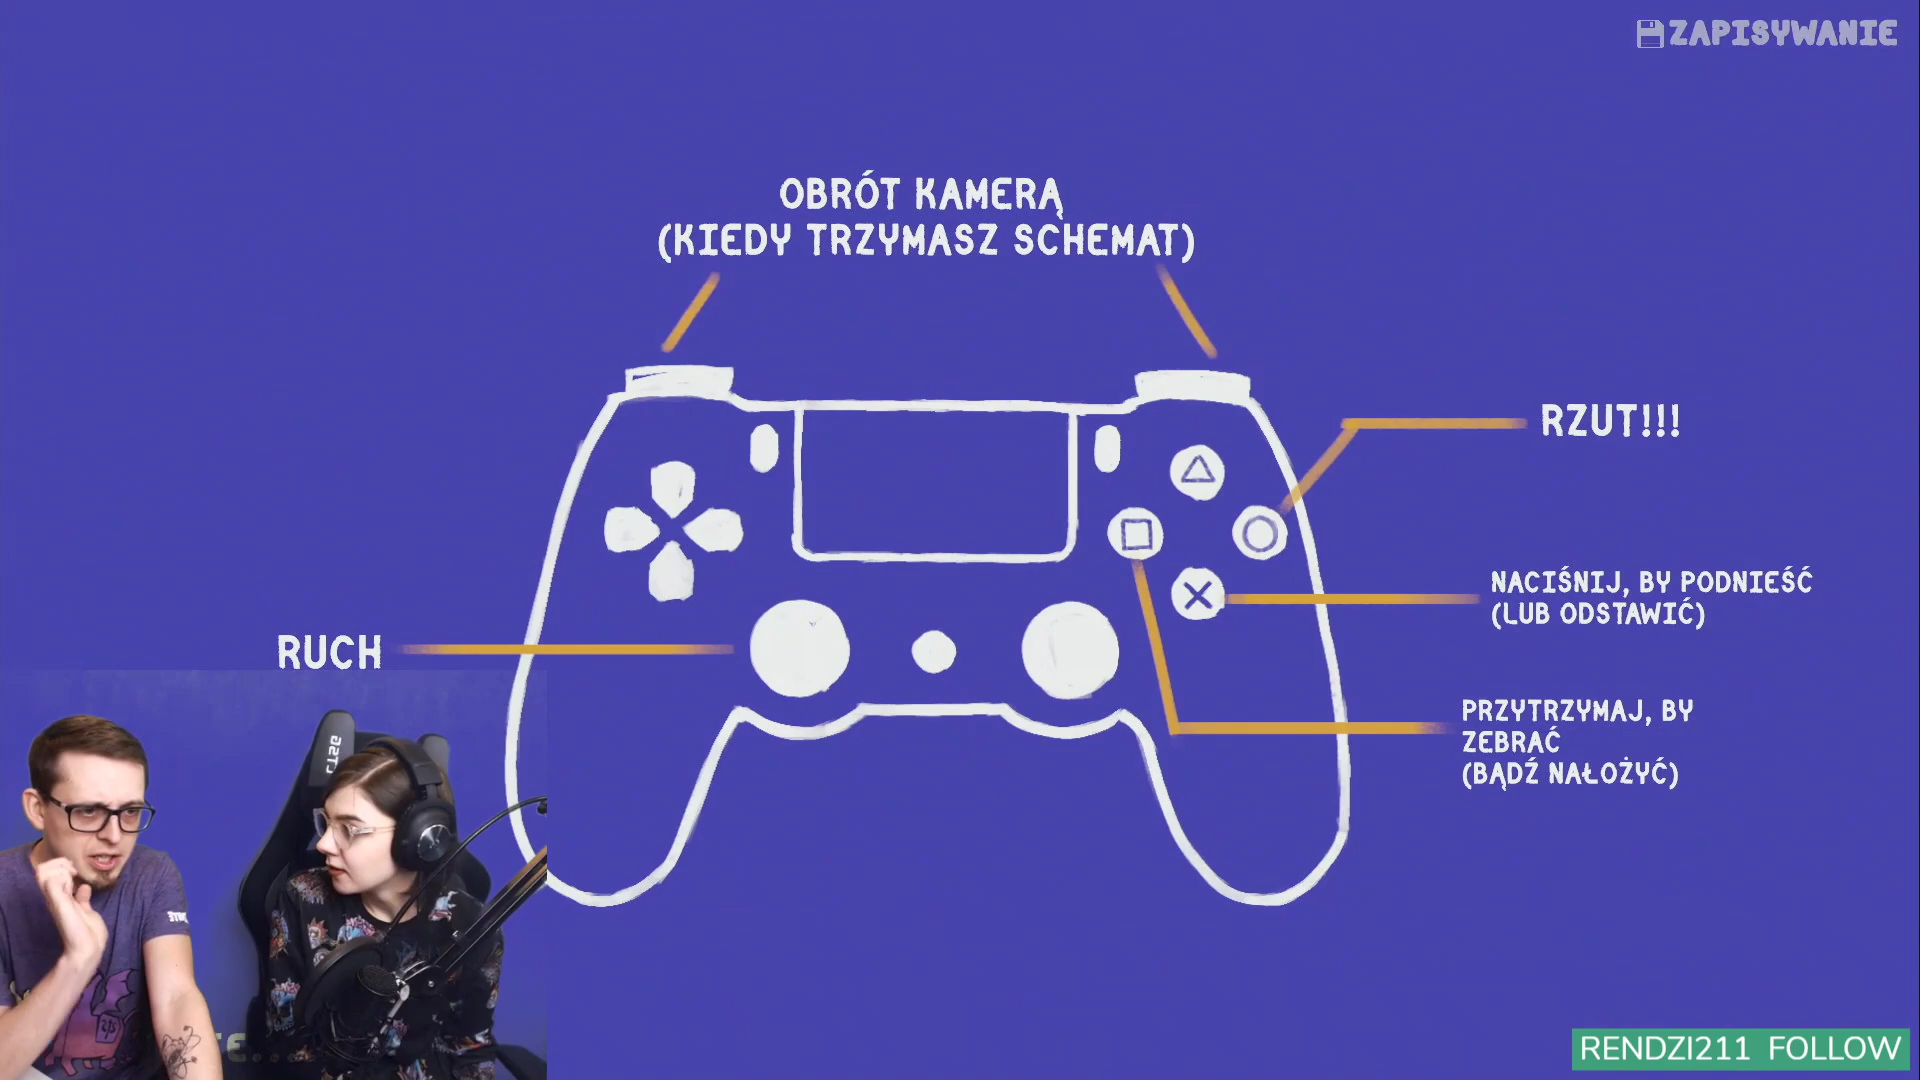 ZAPISYWANIE
OBRÓT KAMERĄ
(KIEDY TRZYMASZ SCHEMAT)
RZUT!!!
NACIŚNIJ, BY PODNIEŚĆ
(LUB ODSTAWIĆ)
RUCH
PRZYTRZYMAJ, BY
ZEBRAĆ
(BĄDŹ NAŁOŻYĆ)
RENDZI211 FOLLOW